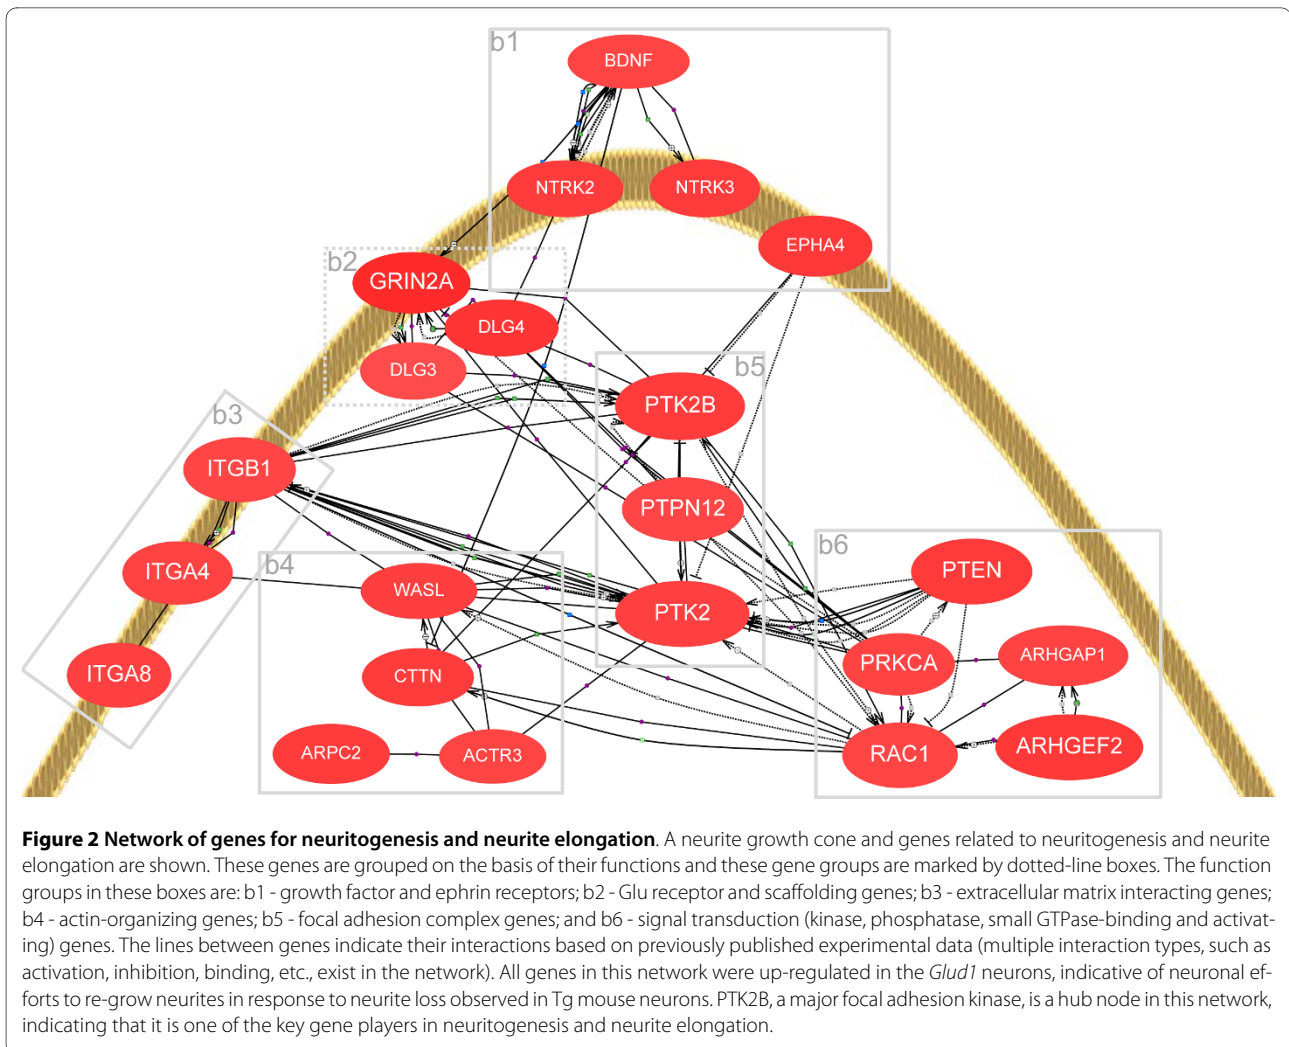 b1
BDNF
NTRK2
NTRK3
EPHA4
b2
GRIN2A
DLG4
DLG3
b5
PTK2B
b3
ITGB1
PTPN12
b6
b4
PTEN
ITGA4
WASL
PTK2
PRKCA
ARHGAP1
ITGA8
CTTN
ARPC2
ACTR3
RAC1
ARHGEF2
Figure 2 Network of genes for neuritogenesis and neurite elongation. A neurite growth cone and genes related to neuritogenesis and neurite
elongation are shown. These genes are grouped on the basis of their functions and these gene groups are marked by dotted-line boxes. The function
groups in these boxes are: b1 - growth factor and ephrin receptors; b2 - Glu receptor and scaffolding genes; b3 - extracellular matrix interacting genes;
b4 - actin-organizing genes; b5 - focal adhesion complex genes; and b6 - signal transduction (kinase, phosphatase, small GTPase-binding and activat-
ing) genes. The lines between genes indicate their interactions based on previously published experimental data (multiple interaction types, such as
activation, inhibition, binding, etc., exist in the network). All genes in this network were up-regulated in the Glud1 neurons, indicative of neuronal ef-
forts to re-grow neurites in response to neurite loss observed in Tg mouse neurons. PTK2B, a major focal adhesion kinase, is a hub node in this network,
indicating that it is one of the key gene players in neuritogenesis and neurite elongation.